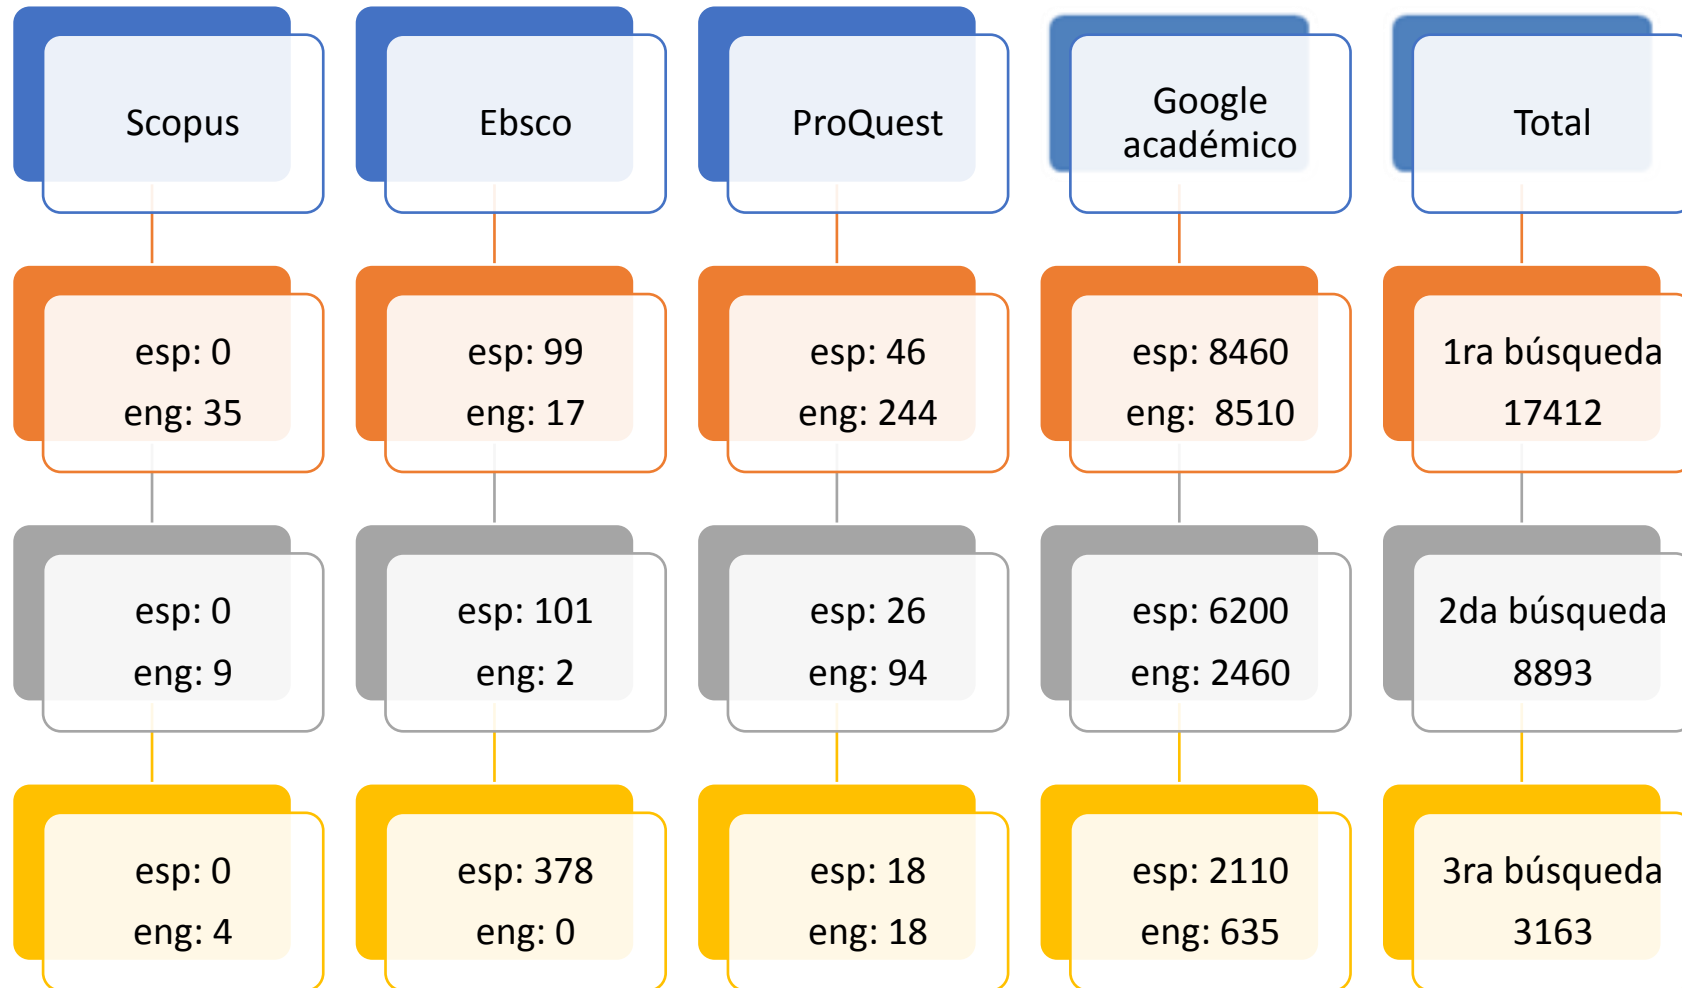 Scopus
Ebsco
ProQuest
Google
académico
Total
esp: 0
eng: 35
esp: 99
eng: 17
esp: 46
eng: 244
esp: 8460
eng: 8510
1ra búsqueda
17412
esp: 0
eng: 9
esp: 101
eng: 2
esp: 26
eng: 94
esp: 6200
eng: 2460
2da búsqueda
8893
esp: 0
eng: 4
esp: 378
eng: 0
esp: 18
eng: 18
esp: 2110
eng: 635
3ra búsqueda
3163